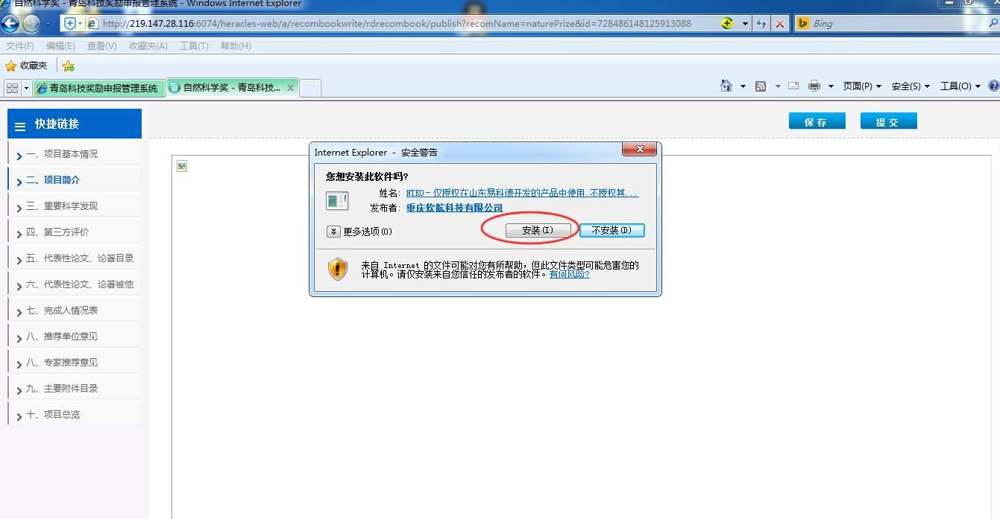 自然科学奖 - 青岛科技奖励申报管理系统 - Windows Internet Explorer
http://219.147.28.116:6074/heracles-web/a/recombookwrite/rdrecombook/publish?recomName=naturePrize&id=728486148125913088
Bing
文件(F) 编辑(E) 查看(V) 收藏夹(A) 工具(T) 帮助(H)
收藏夹
青岛科技奖励申报管理系统
自然科学奖 - 青岛科技...
页面(P) 安全(S) 工具(O)
快捷链接
保存
提交
一、项目基本情况
二、项目简介
三、重要科学发现
四、第三方评价
五、代表性论文、论著目录
六、代表性论文、论著被他
七、完成人情况表
八、推荐单位意见
八、专家推荐意见
九、主要附件目录
十、项目总览
Internet Explorer - 安全警告
您想安装此软件吗?
姓名: NTKO-仅授权在山东易科德开发的产品中使用.不授权其...
发布者: 重庆软航科技有限公司
更多选项(O)
安装(I)
不安装(D)
来自 Internet 的文件可能对您有所帮助，但此文件类型可能危害您的
计算机。请仅安装来自您信任的发布者的软件。有何风险?